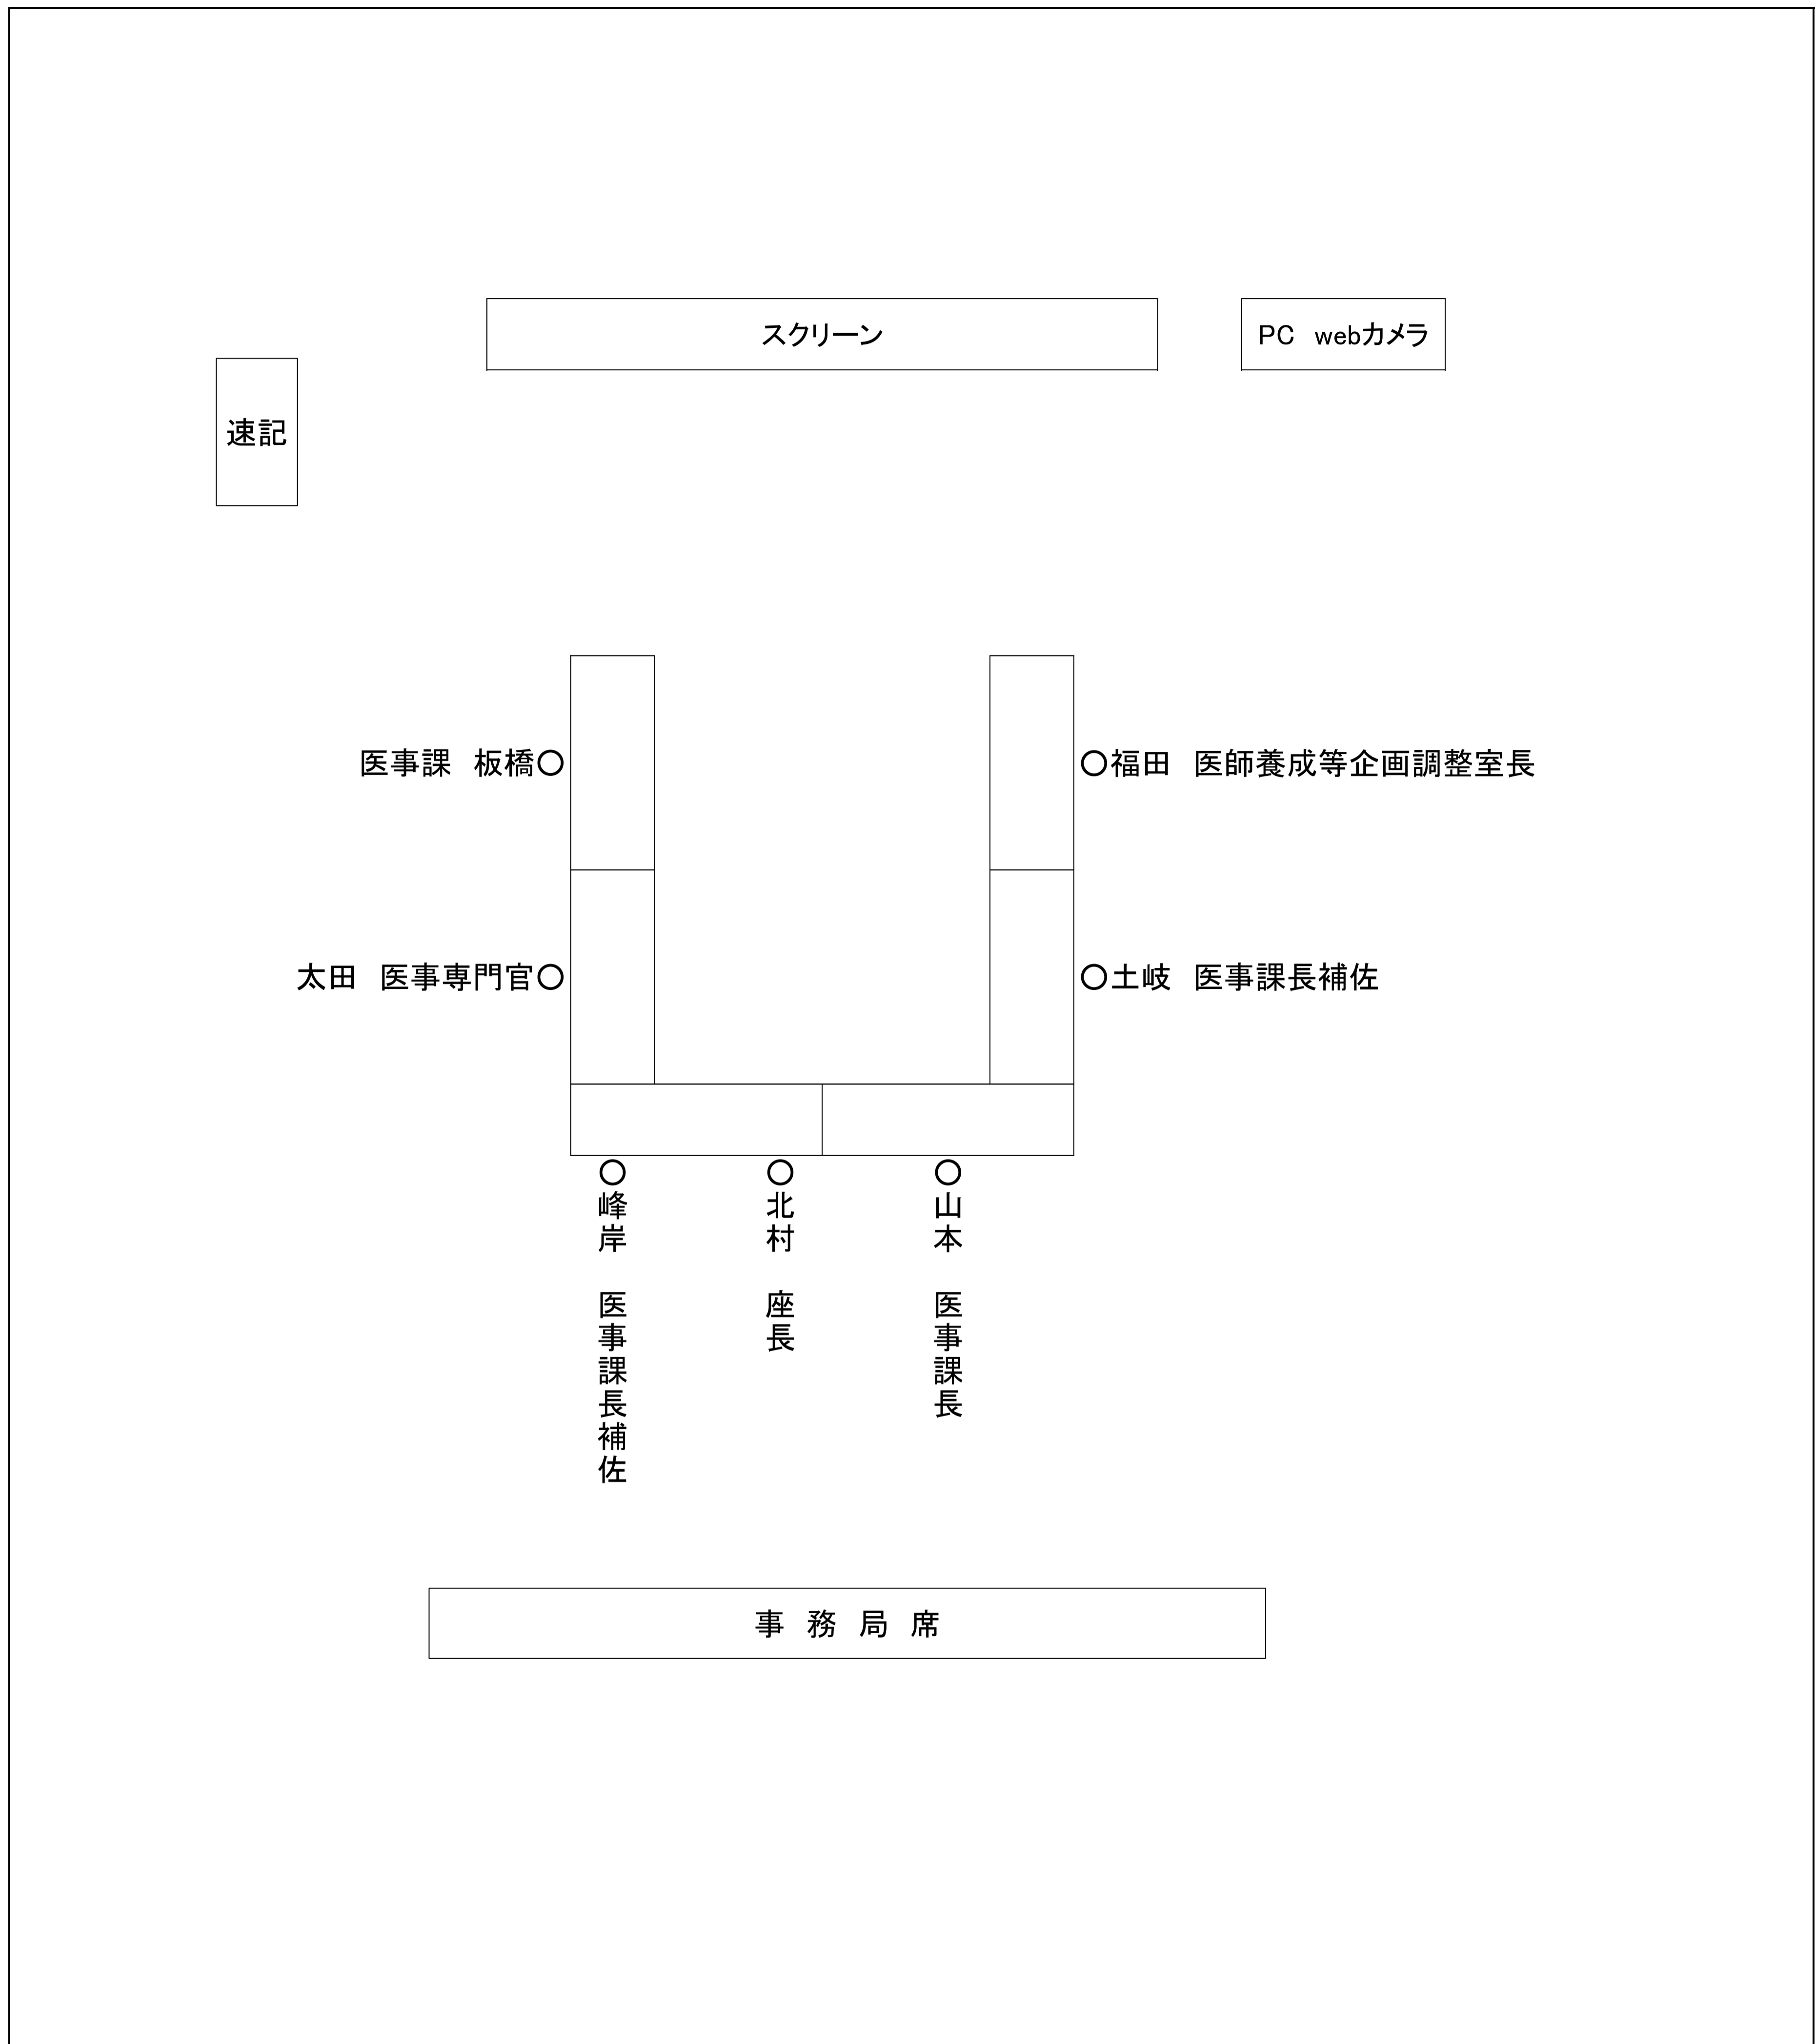 スクリーン
PC　webカメラ
速記
医事課　板橋○
○福田　医師養成等企画調整室長
太田　医事専門官○
○土岐　医事課長補佐
○峰岸　医事課長補佐
○北村　座長
○山本　医事課長
事　務　局　席